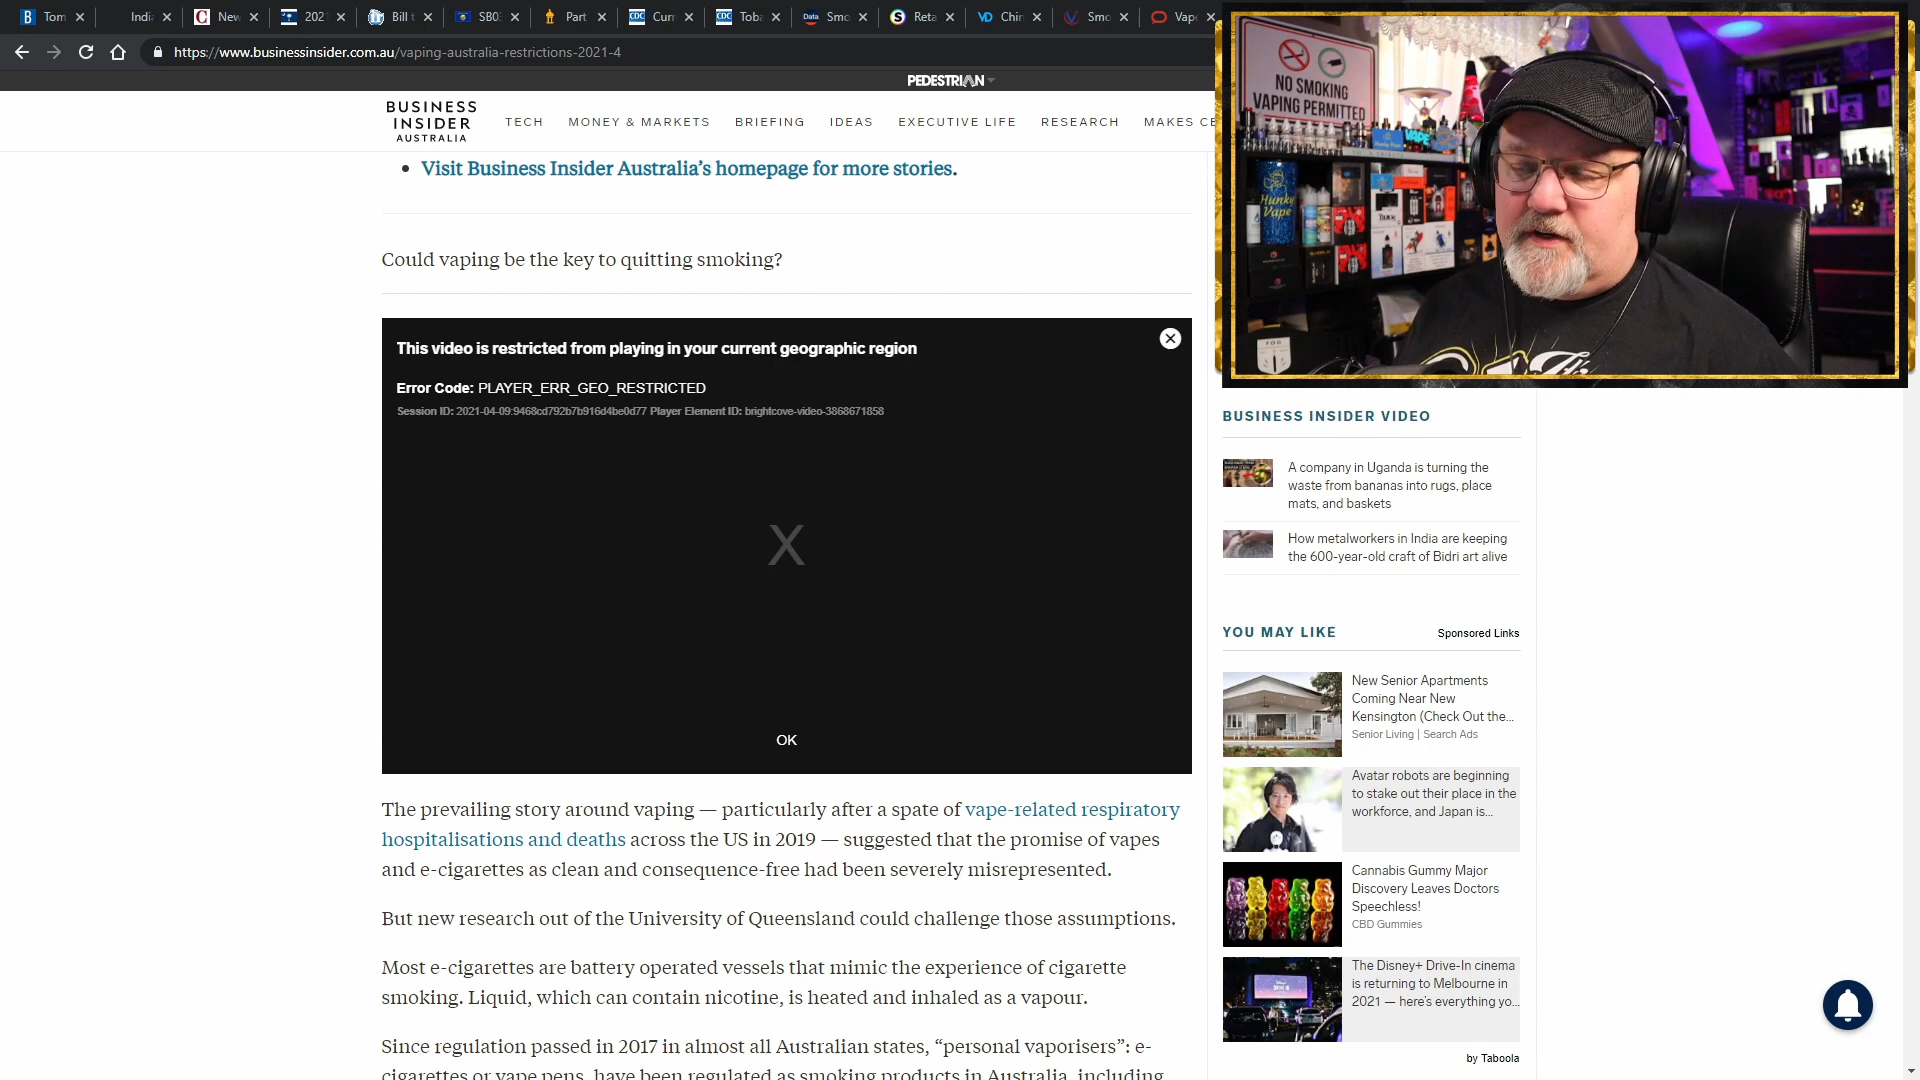 Tom
India
New
2021
Bill t
SB03
Part
Curr
Toba
Smo
Reta
Chin
Smo
Vape
https://www.businessinsider.com.au/vaping-australia-restrictions-2021-4
PEDESTRIAN
BUSINESS
INSIDER
AUSTRALIA
TECH MONEY & MARKETS BRIEFING IDEAS EXECUTIVE LIFE RESEARCH MAKES CE
NO SMOKING
VAPING PERMITTED
VAPE
Hunky
Vape
It's
Visit Business Insider Australia’s homepage for more stories.
Could vaping be the key to quitting smoking?
This video is restricted from playing in your current geographic region
Error Code: PLAYER_ERR_GEO_RESTRICTED
Session ID: 2021-04-09:9468cd792b7b916d4be0d77 Player Element ID: brightcove-video-3868671858
X
OK
The prevailing story around vaping — particularly after a spate of vape-related respiratory
hospitalisations and deaths across the US in 2019 — suggested that the promise of vapes
and e-cigarettes as clean and consequence-free had been severely misrepresented.
But new research out of the University of Queensland could challenge those assumptions.
Most e-cigarettes are battery operated vessels that mimic the experience of cigarette
smoking. Liquid, which can contain nicotine, is heated and inhaled as a vapour.
Since regulation passed in 2017 in almost all Australian states, “personal vaporisers”: e-
cigarettes or vape pens, have been regulated as smoking products in Australia, including
BUSINESS INSIDER VIDEO
A company in Uganda is turning the
waste from bananas into rugs, place
mats, and baskets
How metalworkers in India are keeping
the 600-year-old craft of Bidri art alive
YOU MAY LIKE
Sponsored Links
New Senior Apartments
Coming Near New
Kensington (Check Out the...
Senior Living | Search Ads
Avatar robots are beginning
to stake out their place in the
workforce, and Japan is...
Cannabis Gummy Major
Discovery Leaves Doctors
Speechless!
CBD Gummies
The Disney+ Drive-In cinema
is returning to Melbourne in
2021 — here's everything yo...
by Taboola